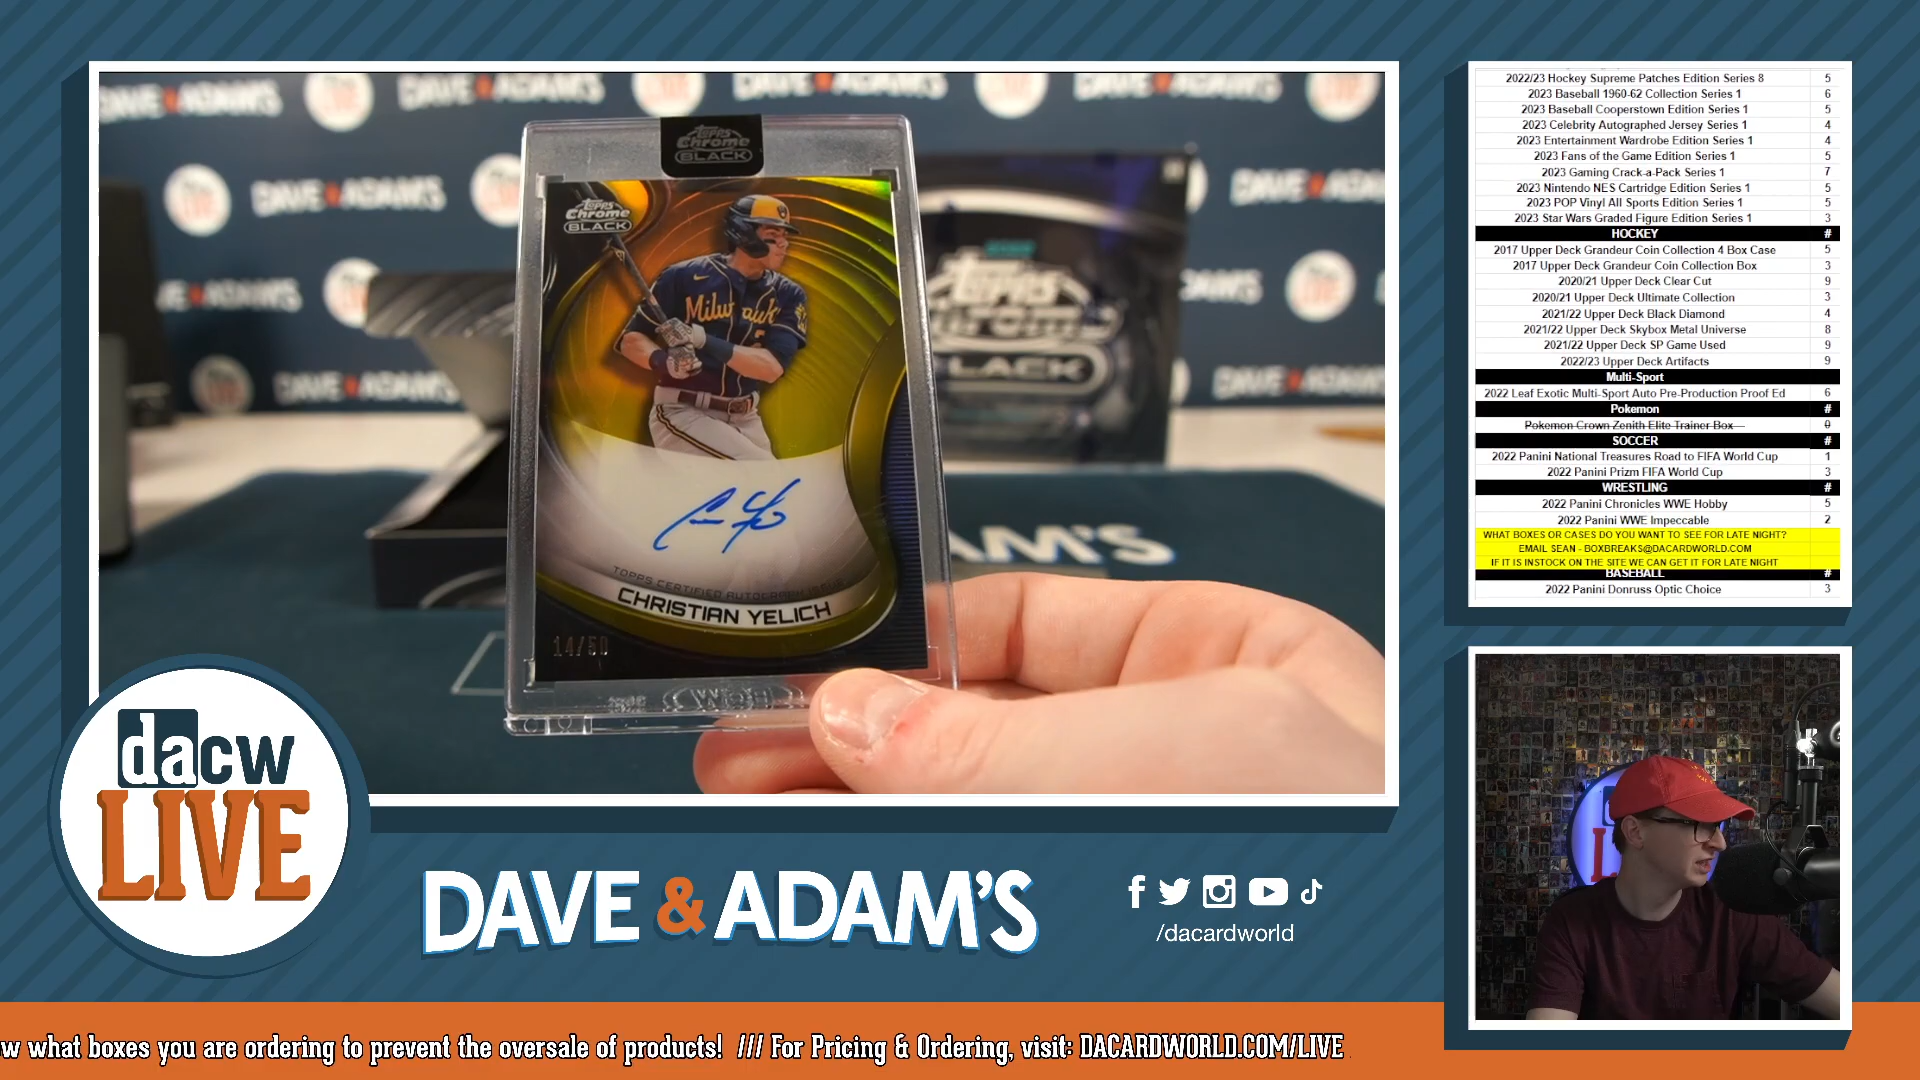 DAVE & ADAM'S
Topps
Chrome
BLACK
Topps
Chrome
BLACK
Milwauk
TOPPS CERTIFIED AUTOGRAPH ISSUE
CHRISTIAN YELICH
14/50
Topps
Chrome
BLACK
AM'S
2022/23 Hockey Supreme Patches Edition Series 8 5
2023 Baseball 1960-62 Collection Series 1 6
2023 Baseball Cooperstown Edition Series 1 5
2023 Celebrity Autographed Jersey Series 1 4
2023 Entertainment Wardrobe Edition Series 1 4
2023 Fans of the Game Edition Series 1 5
2023 Gaming Crack-a-Pack Series 1 7
2023 Nintendo NES Cartridge Edition Series 1 5
2023 POP Vinyl All Sports Edition Series 1 5
2023 Star Wars Graded Figure Edition Series 1 3
HOCKEY #
2017 Upper Deck Grandeur Coin Collection 4 Box Case 5
2017 Upper Deck Grandeur Coin Collection Box 3
2020/21 Upper Deck Clear Cut 9
2020/21 Upper Deck Ultimate Collection 3
2021/22 Upper Deck Black Diamond 4
2021/22 Upper Deck Skybox Metal Universe 8
2021/22 Upper Deck SP Game Used 9
2022/23 Upper Deck Artifacts 9
Multi-Sport
2022 Leaf Exotic Multi-Sport Auto Pre-Production Proof Ed 6
Pokemon #
Pokemon Crown Zenith Elite Trainer Box 0
SOCCER #
2022 Panini National Treasures Road to FIFA World Cup 1
2022 Panini Prizm FIFA World Cup 3
WRESTLING #
2022 Panini Chronicles WWE Hobby 5
2022 Panini WWE Impeccable 2
WHAT BOXES OR CASES DO YOU WANT TO SEE FOR LATE NIGHT?
EMAIL SEAN - BOXBREAKS@DACARDWORLD.COM
IF IT IS INSTOCK ON THE SITE WE CAN GET IT FOR LATE NIGHT
BASEBALL #
2022 Panini Donruss Optic Choice 3
dacw
LIVE
DAVE & ADAM'S
/dacardworld
w what boxes you are ordering to prevent the oversale of products! /// For Pricing & Ordering, visit: DACARDWORLD.COM/LIVE